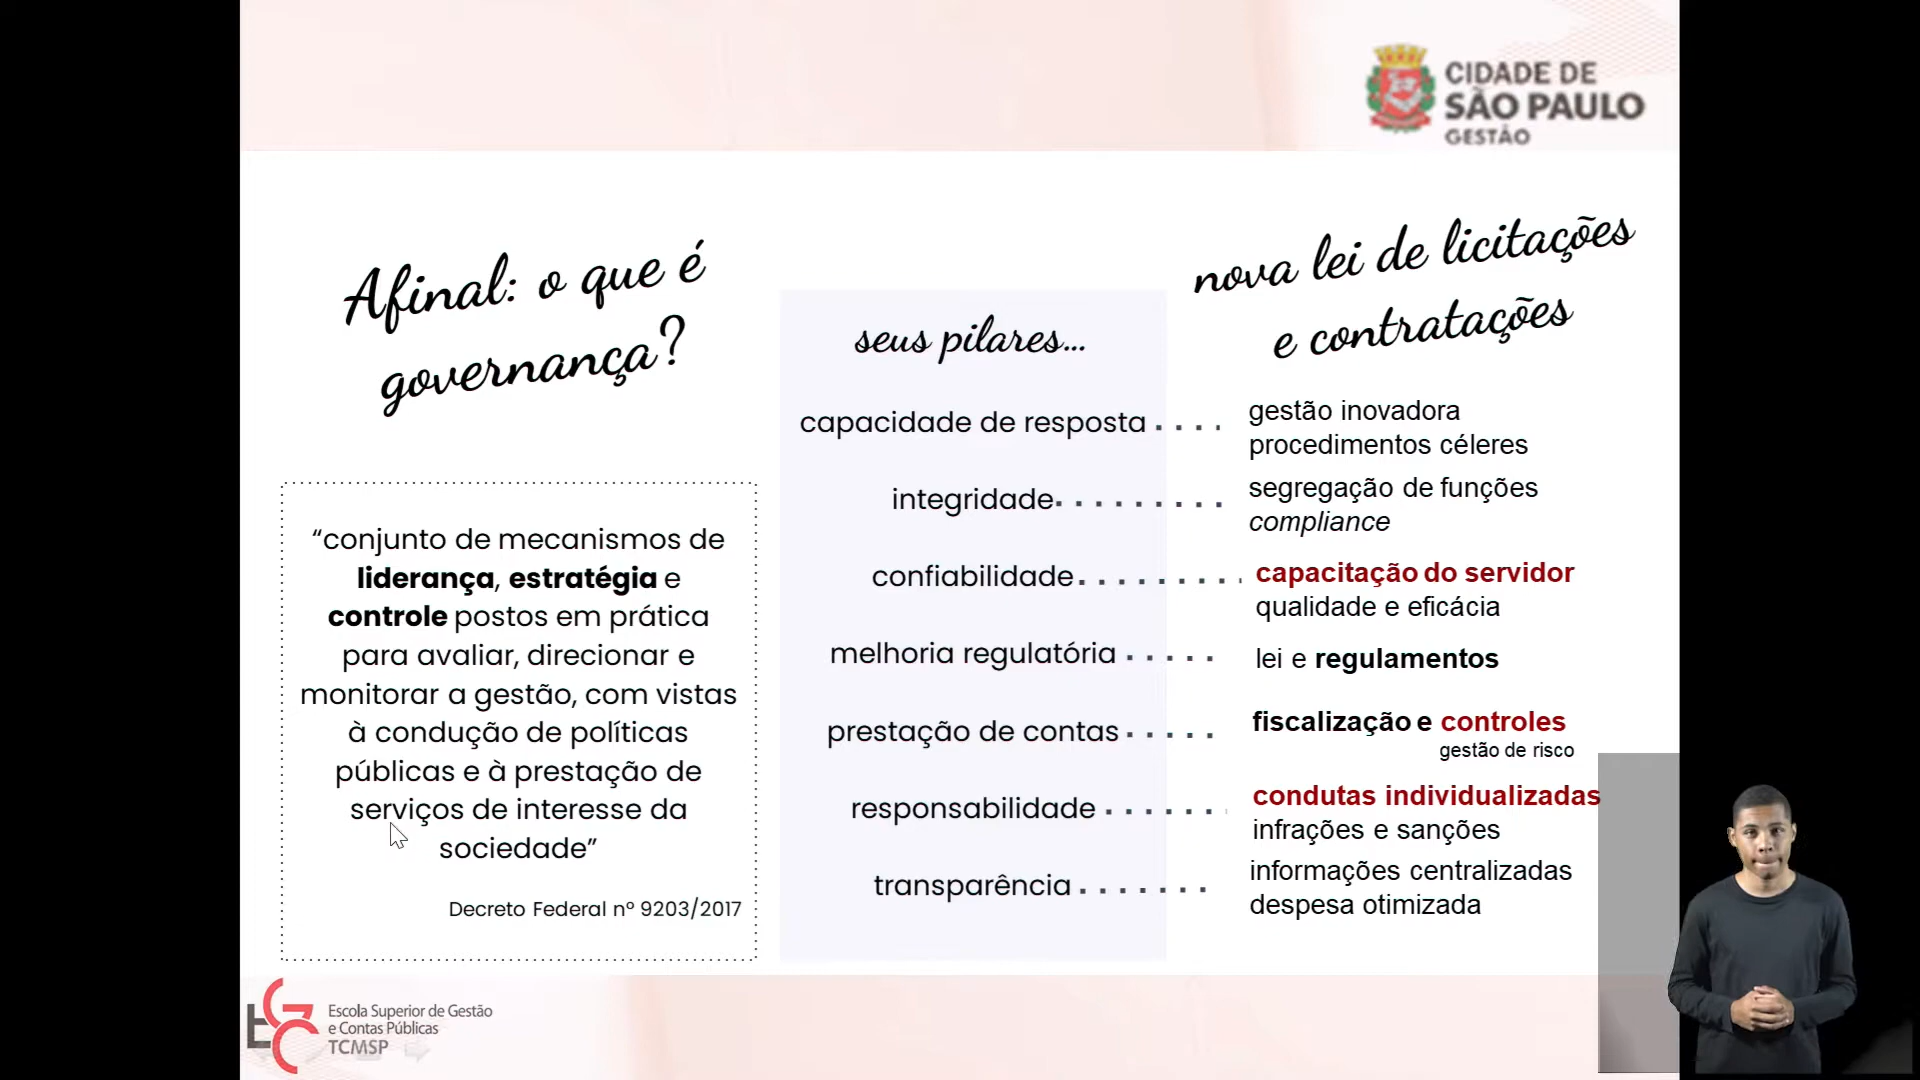 CIDADE DE
SÃO PAULO
GESTÃO
Afinal: o que é
governança?
“conjunto de mecanismos de
liderança, estratégia e
controle postos em prática
para avaliar, direcionar e
monitorar a gestão, com vistas
à condução de políticas
públicas e à prestação de
serviços de interesse da
sociedade”
Decreto Federal nº 9203/2017
seus pilares...
nova lei de licitações
e contratações
capacidade de resposta ....
gestão inovadora
procedimentos céleres
integridade.........
segregação de funções
compliance
confiabilidade.........
capacitação do servidor
qualidade e eficácia
melhoria regulatória .....
lei e regulamentos
prestação de contas .....
fiscalização e controles
gestão de risco
responsabilidade .......
condutas individualizadas
infrações e sanções
transparência .......
informações centralizadas
despesa otimizada
EGC
Escola Superior de Gestão
e Contas Públicas
TCMSP